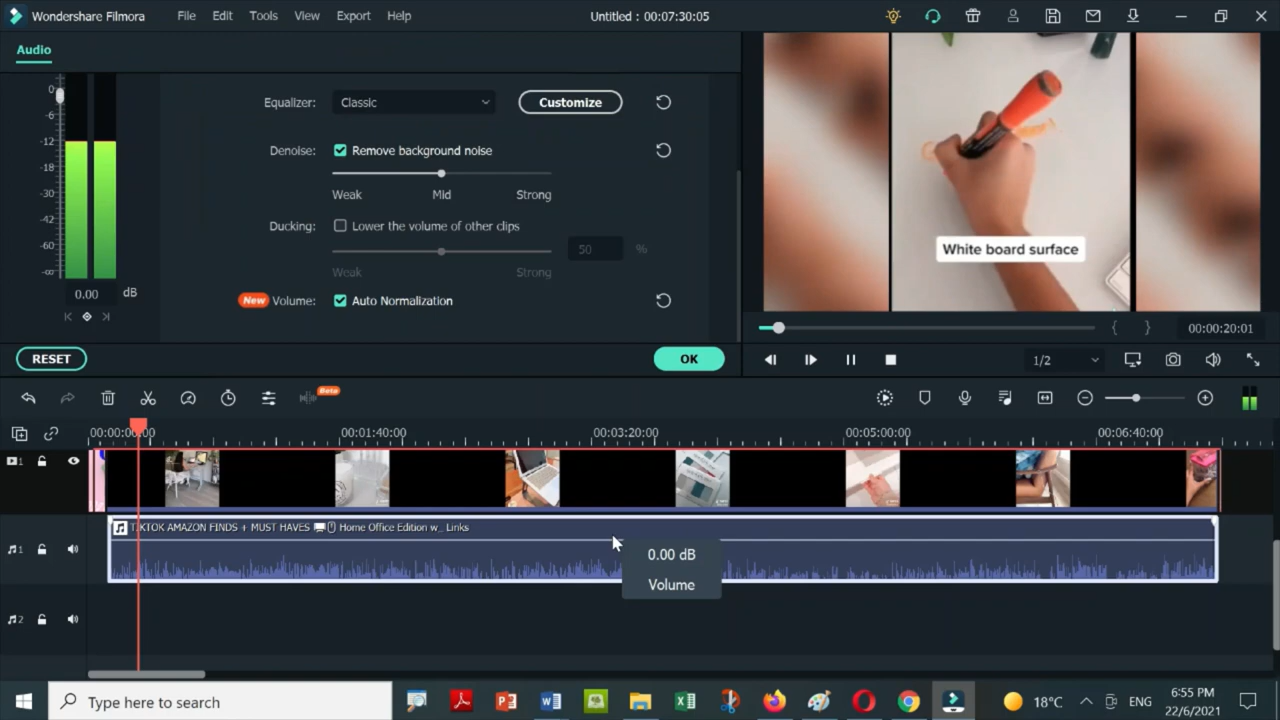 Wondershare Filmora File Edit Tools View Export Help Untitled : 00:07:30:05
Audio
0
-6
-12
-18
-30
-42
-60
-∞
0.00 dB
Equalizer: Classic Customize
Denoise: Remove background noise
Weak Mid Strong
Ducking: Lower the volume of other clips
50 %
Weak Strong
New Volume: Auto Normalization
RESET OK
White board surface
{ } 00:00:20:01
1/2
Beta
00:00:00:00 00:01:40:00 00:03:20:00 00:05:00:00 00:06:40:00
1
1 TIKTOK AMAZON FINDS + MUST HAVES 🖥️🖱️ Home Office Edition w_ Links
0.00 dB
Volume
2
Type here to search
18°C ENG 6:55 PM
22/6/2021